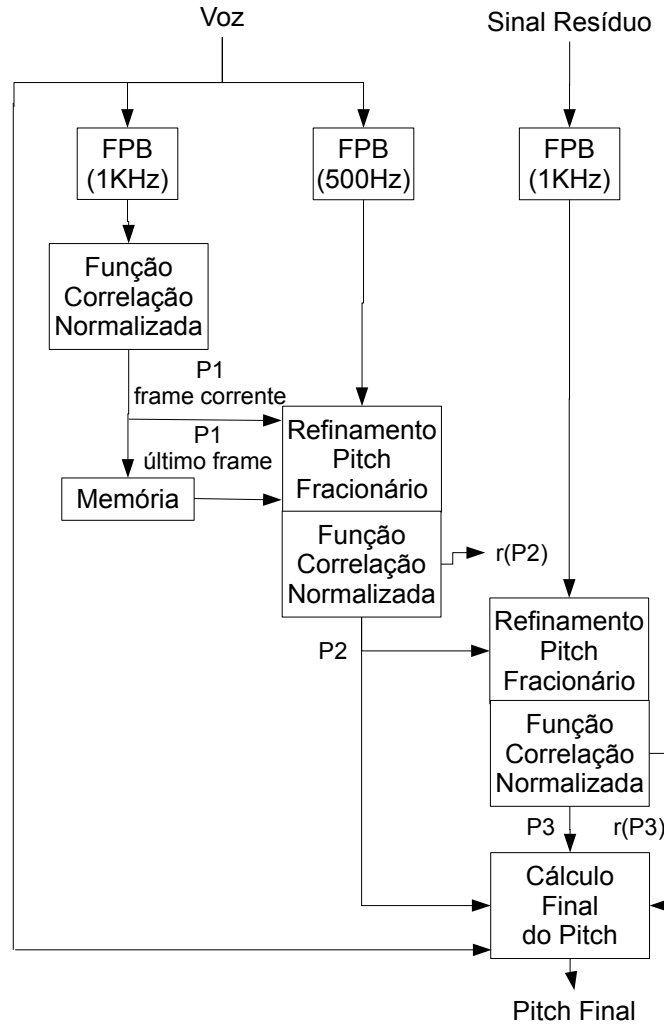 Voz
Sinal Resíduo
FPB
(1KHz)
FPB
(500Hz)
FPB
(1KHz)
Função
Correlação
Normalizada
P1
frame corrente
P1
último frame
Memória
Refinamento
Pitch
Fracionário
Função
Correlação
Normalizada
r(P2)
P2
Refinamento
Pitch
Fracionário
Função
Correlação
Normalizada
P3
r(P3)
Cálculo
Final
do Pitch
Pitch Final